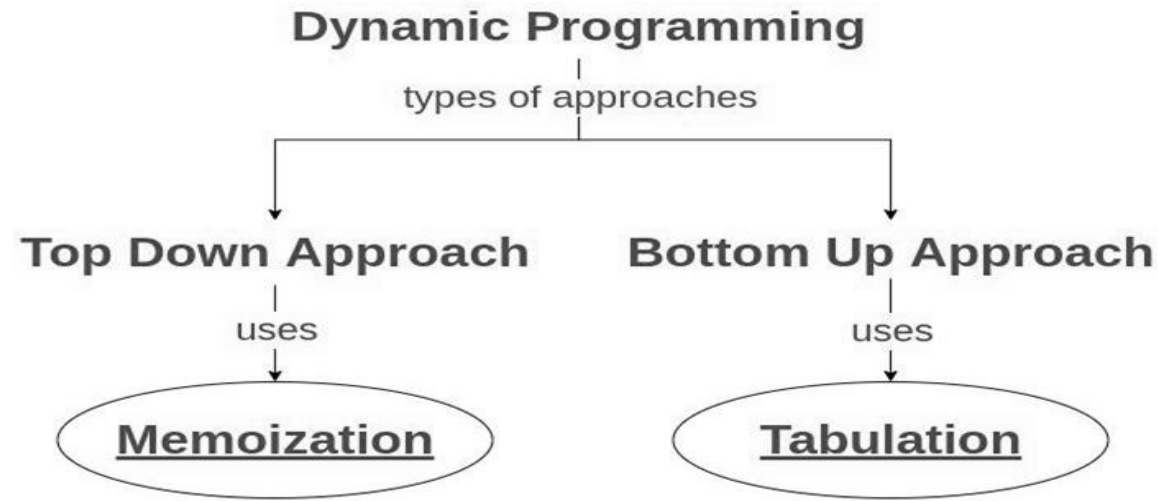 Dynamic Programming
types of approaches
Top Down Approach
Bottom Up Approach
uses
uses
Memoization
Tabulation